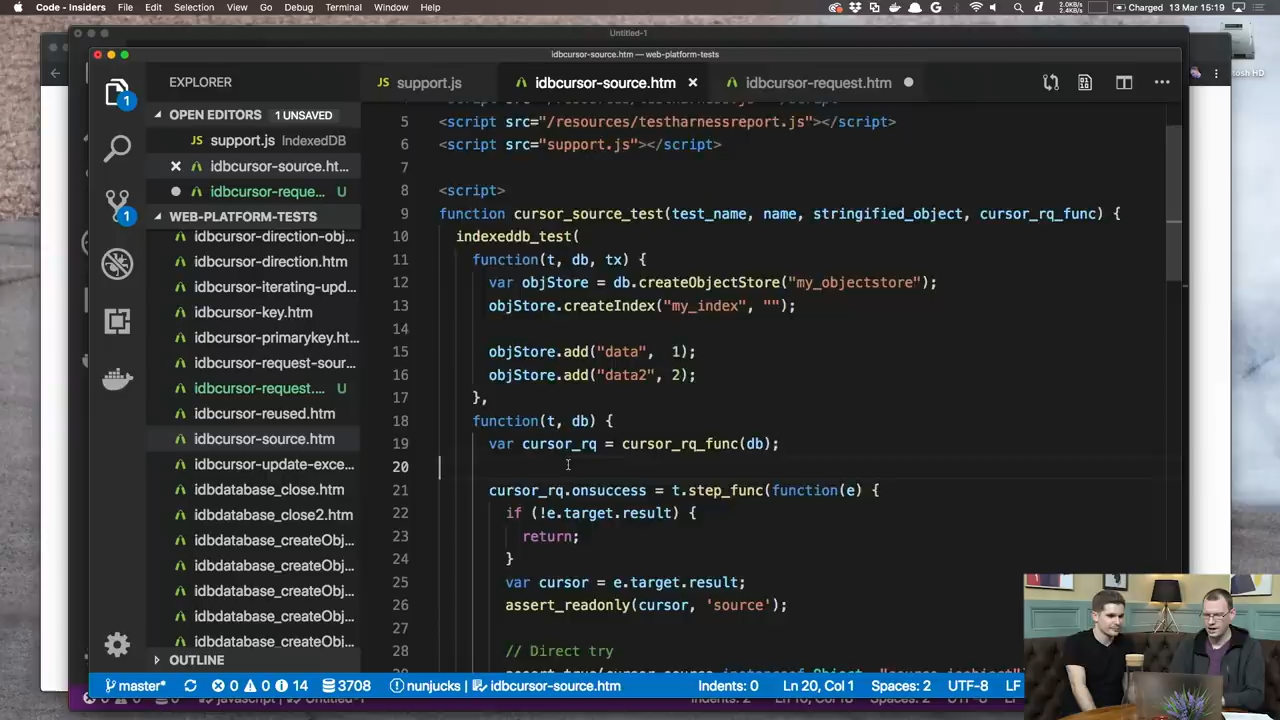 Code - Insiders File Edit Selection View Go Debug Terminal Window Help
2.0KB/s
2.4KB/s
Charged 13 Mar 15:19
Untitled-1
idbcursor-source.htm — web-platform-tests
tosh HD
EXPLORER
JS support.js
idbcursor-source.htm
idbcursor-request.htm
OPEN EDITORS 1 UNSAVED
JS support.js IndexedDB
idbcursor-source.ht...
idbcursor-reque... U
WEB-PLATFORM-TESTS
idbcursor-direction-obj...
idbcursor-direction.htm
idbcursor-iterating-upd...
idbcursor-key.htm
idbcursor-primarykey.ht...
idbcursor-request-sour...
idbcursor-request.... U
idbcursor-reused.htm
idbcursor-source.htm
idbcursor-update-exce...
idbdatabase_close.htm
idbdatabase_close2.htm
idbdatabase_createObj...
idbdatabase_createObj...
idbdatabase_createObj...
idbdatabase_createObj...
idbdatabase_createObj...
OUTLINE
1
1
5 <script src="/resources/testharnessreport.js"></script>
6 <script src="support.js"></script>
7
8 <script>
9 function cursor_source_test(test_name, name, stringified_object, cursor_rq_func) {
10 indexeddb_test(
11 function(t, db, tx) {
12 var objStore = db.createObjectStore("my_objectstore");
13 objStore.createIndex("my_index", "");
14
15 objStore.add("data", 1);
16 objStore.add("data2", 2);
17 },
18 function(t, db) {
19 var cursor_rq = cursor_rq_func(db);
20
21 cursor_rq.onsuccess = t.step_func(function(e) {
22 if (!e.target.result) {
23 return;
24 }
25 var cursor = e.target.result;
26 assert_readonly(cursor, 'source');
27
28 // Direct try
master* 0 0 14 3708 nunjucks idbcursor-source.htm Indents: 0 Ln 20, Col 1 Spaces: 2 UTF-8 LF